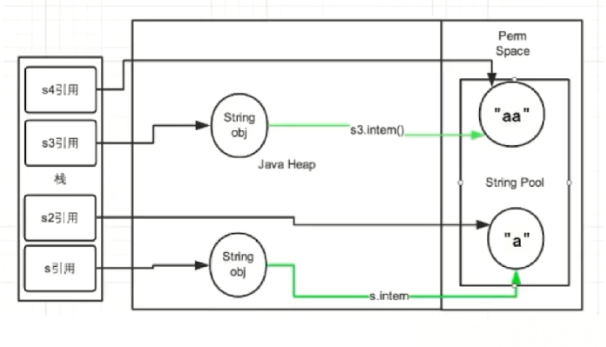 Perm
Space
s4引用
String
obj
"aa"
s3.intern()
s3引用
Java Heap
栈
String Pool
s2引用
"a"
String
obj
s引用
s.intern